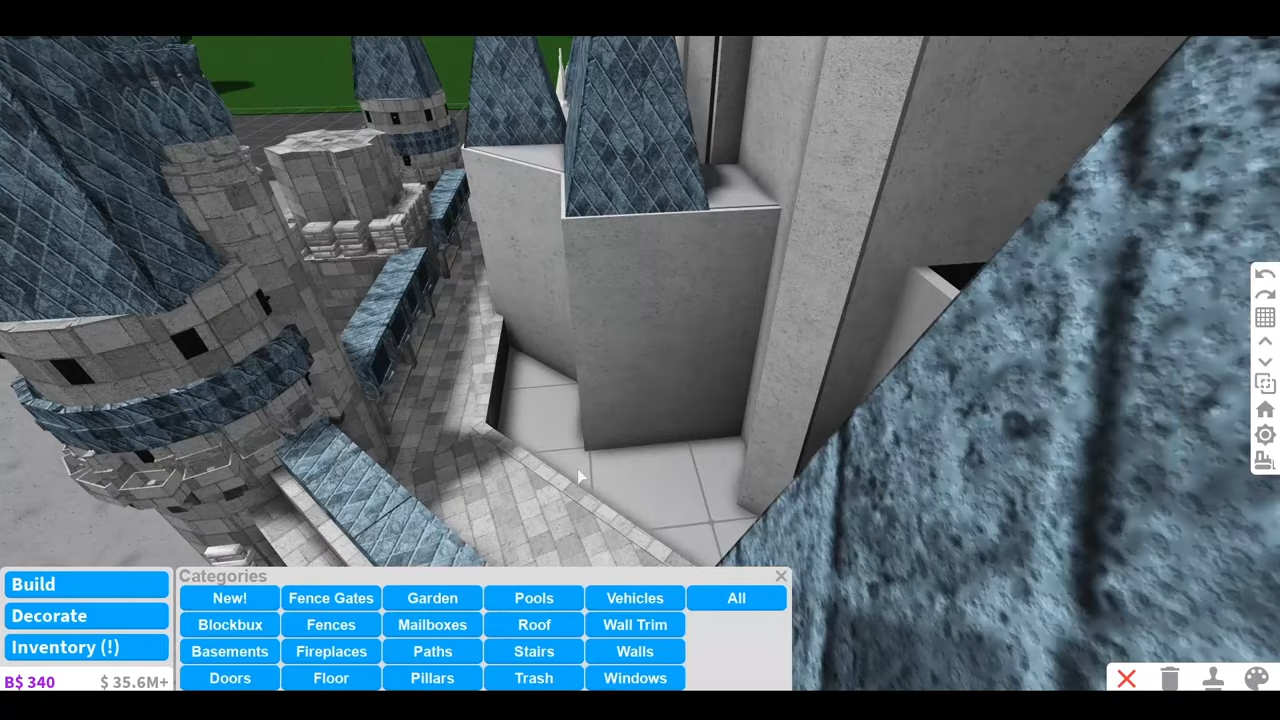 Build
Decorate
Inventory (!)
B$ 340
$ 35.6M+
Categories
New!
Fence Gates
Garden
Pools
Vehicles
All
Blockbux
Fences
Mailboxes
Roof
Wall Trim
Basements
Fireplaces
Paths
Stairs
Walls
Doors
Floor
Pillars
Trash
Windows